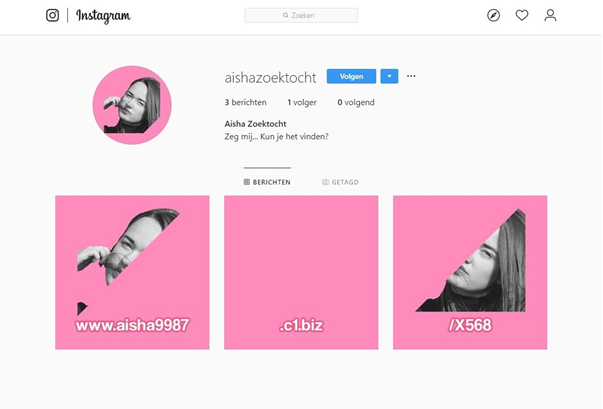 Instagram
Zoeken
aishazoektocht Volgen
3 berichten 1 volger 0 volgend
Aisha Zoektocht
Zeg mij... Kun je het vinden?
BERICHTEN GETAGD
www.aisha9987 .c1.biz /X568